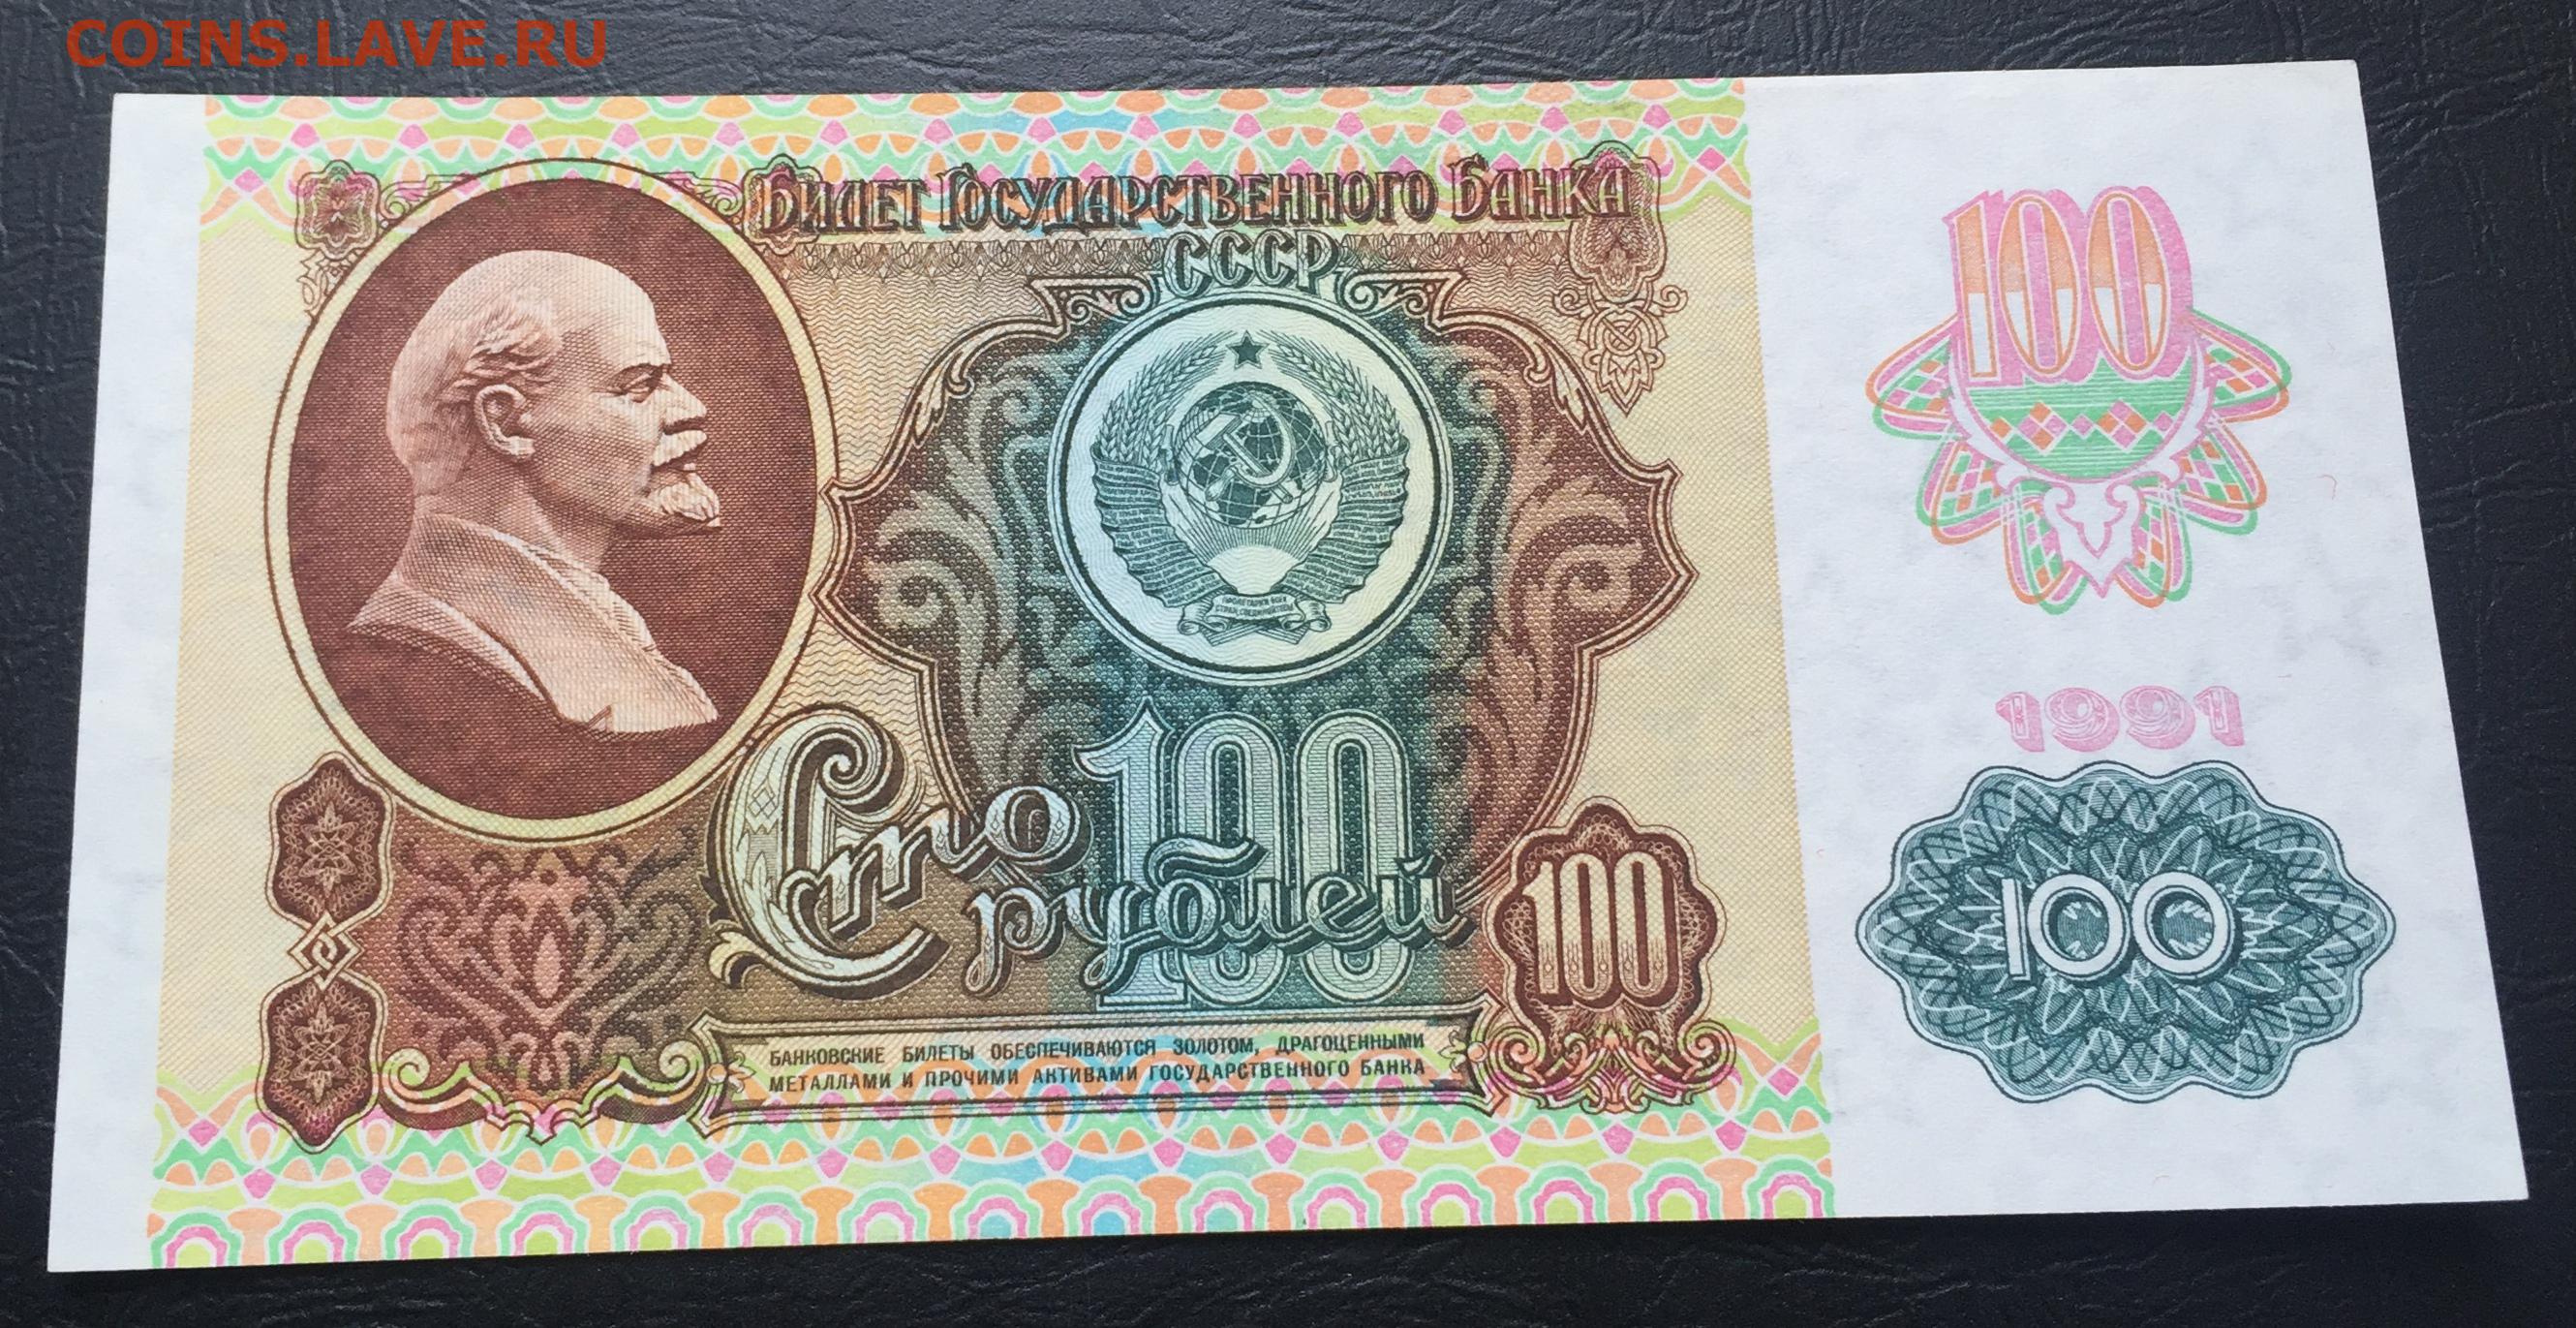 COINS.LAVE.RU
Билет Государственного Банка
СССР
100
1991
100
Сто
рублей
100
100
БАНКОВСКИЕ БИЛЕТЫ ОБЕСПЕЧИВАЮТСЯ ЗОЛОТОМ, ДРАГОЦЕННЫМИ
МЕТАЛЛАМИ И ПРОЧИМИ АКТИВАМИ ГОСУДАРСТВЕННОГО БАНКА
100